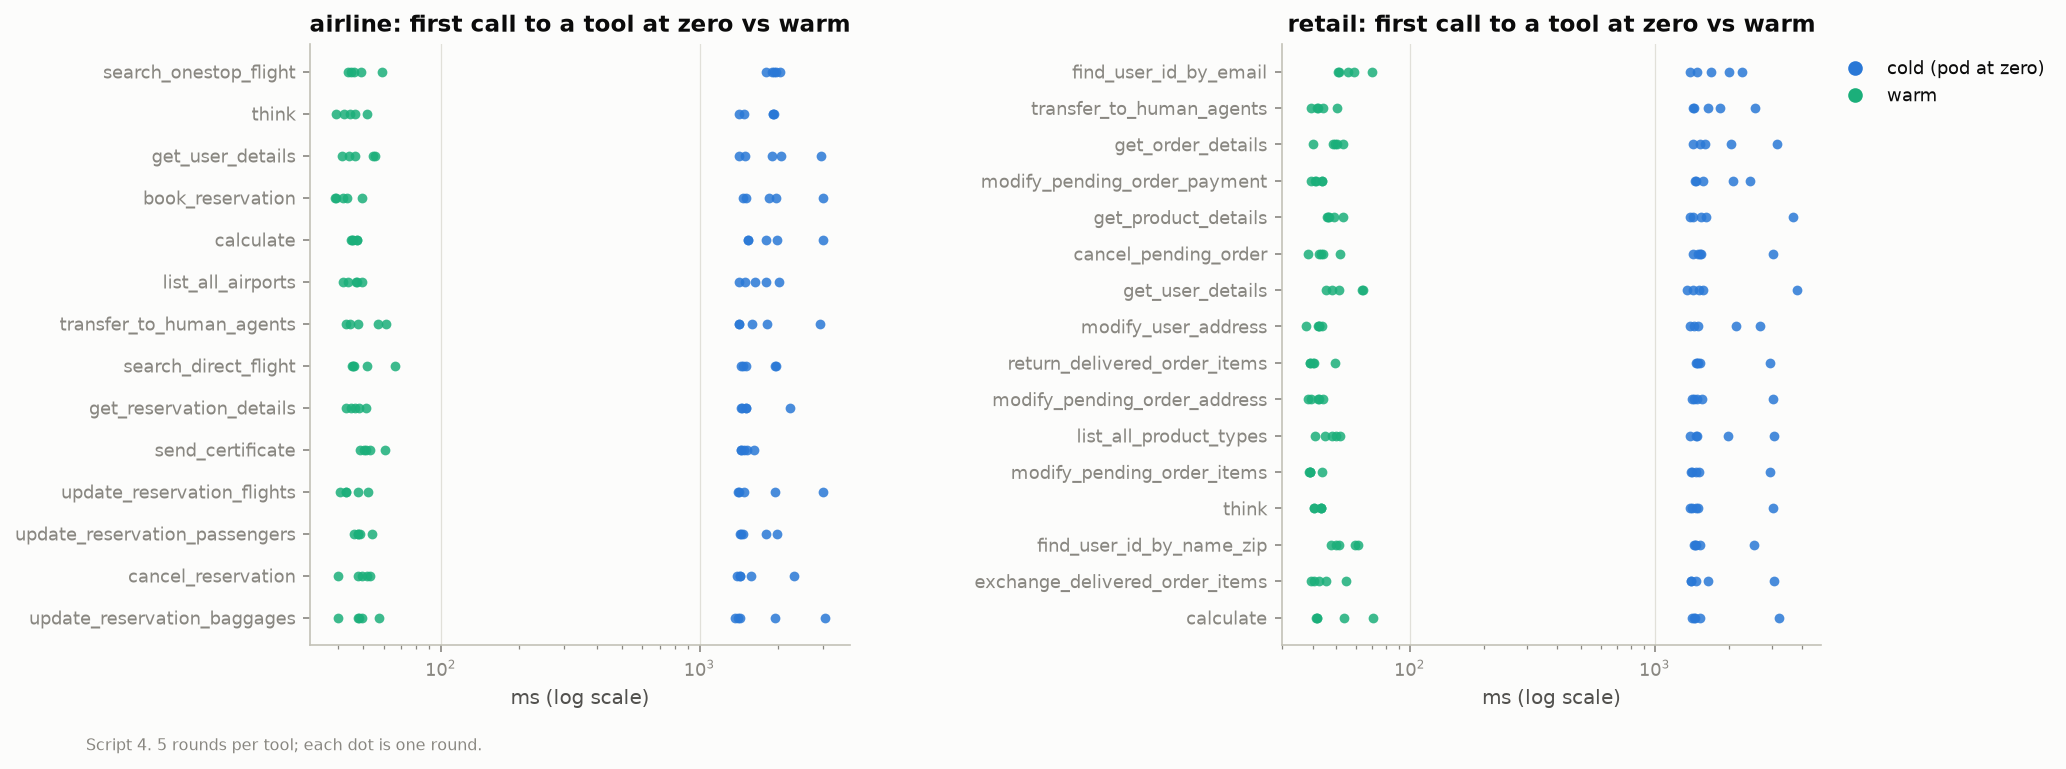 airline: first call to a tool at zero vs warm
search_onestop_flight
think
get_user_details
book_reservation
calculate
list_all_airports
transfer_to_human_agents
search_direct_flight
get_reservation_details
send_certificate
update_reservation_flights
update_reservation_passengers
cancel_reservation
update_reservation_baggages
10²
10³
ms (log scale)
retail: first call to a tool at zero vs warm
find_user_id_by_email
transfer_to_human_agents
get_order_details
modify_pending_order_payment
get_product_details
cancel_pending_order
get_user_details
modify_user_address
return_delivered_order_items
modify_pending_order_address
list_all_product_types
modify_pending_order_items
think
find_user_id_by_name_zip
exchange_delivered_order_items
calculate
10²
10³
ms (log scale)
cold (pod at zero)
warm
Script 4. 5 rounds per tool; each dot is one round.